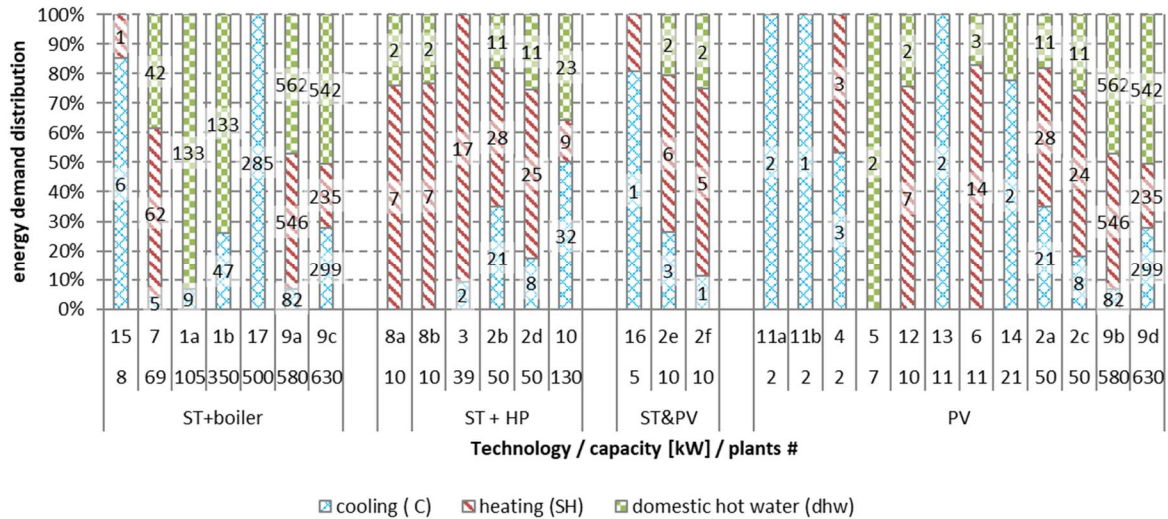 energy demand distribution
100%
90%
80%
70%
60%
50%
40%
30%
20%
10%
0%
1 6
42 62 5
133 9
133 47
285
562 546 82
542 235 299
2 7
2 7
17 2
11 28 21
11 25 8
23 9 32
1
2 6 3
2 5 1
2
1
3 3
2
2 7
2
3 14
2
11 28 21
11 24 8
562 546 82
542 235 299
15 7 1a 1b 17 9a 9c 8a 8b 3 2b 2d 10 16 2e 2f 11a 11b 4 5 12 13 6 14 2a 2c 9b 9d
8 69 105 350 500 580 630 10 10 39 50 50 130 5 10 10 2 2 2 7 10 11 11 21 50 50 580 630
ST+boiler ST + HP ST&PV PV
Technology / capacity [kW] / plants #
cooling ( C) heating (SH) domestic hot water (dhw)